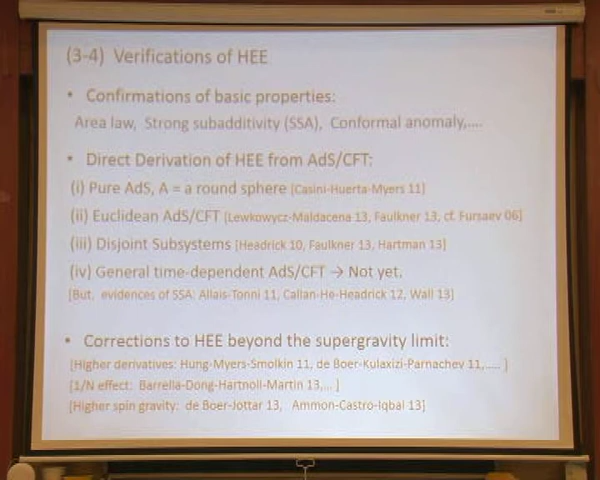 (3-4) Verifications of HEE
• Confirmations of basic properties:
Area law, Strong subadditivity (SSA), Conformal anomaly,....
• Direct Derivation of HEE from AdS/CFT:
(i) Pure AdS, A = a round sphere [Casini-Huerta-Myers 11]
(ii) Euclidean AdS/CFT [Lewkowycz-Maldacena 13, Faulkner 13, cf. Fursaev 06]
(iii) Disjoint Subsystems [Headrick 10, Faulkner 13, Hartman 13]
(iv) General time-dependent AdS/CFT → Not yet.
[But, evidences of SSA: Allais-Tonni 11, Callan-He-Headrick 12, Wall 13]
• Corrections to HEE beyond the supergravity limit:
[Higher derivatives: Hung-Myers-Smolkin 11, de Boer-Kulaxizi-Parnachev 11,..... ]
[1/N effect: Barrella-Dong-Hartnoll-Martin 13,... ]
[Higher spin gravity: de Boer-Jottar 13, Ammon-Castro-Iqbal 13]